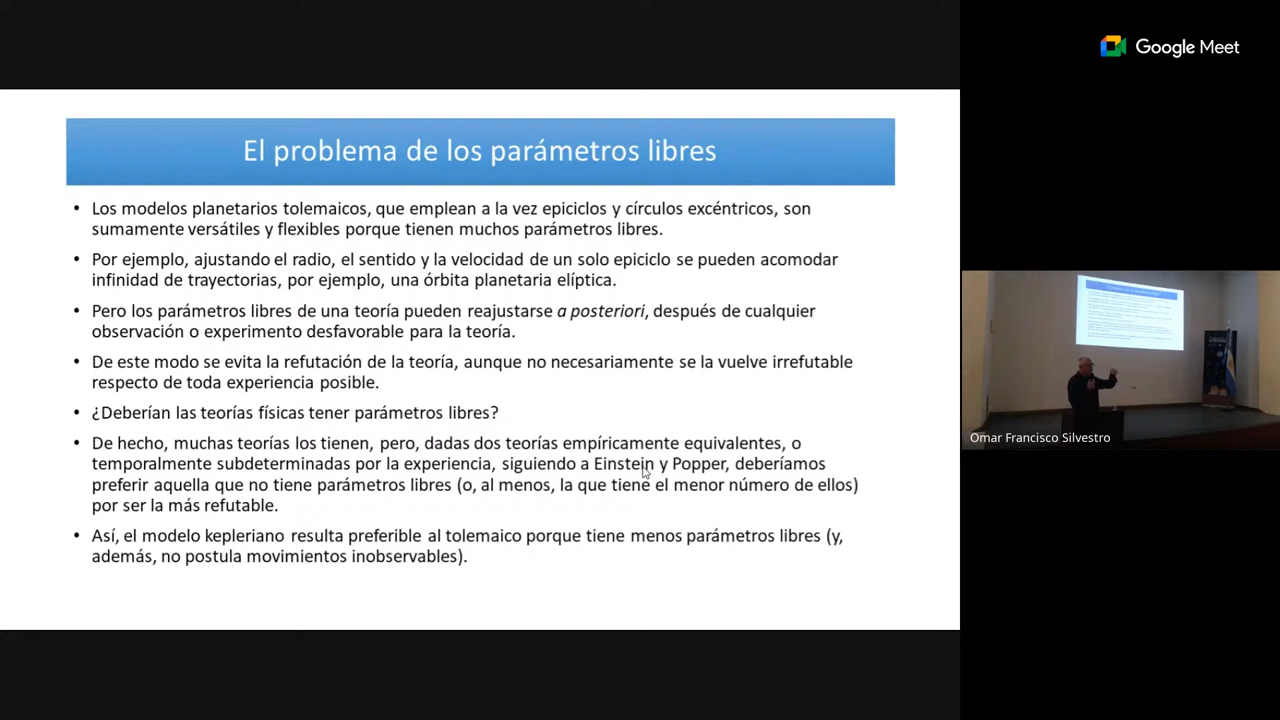 Google Meet
El problema de los parámetros libres
• Los modelos planetarios tolemaicos, que emplean a la vez epiciclos y círculos excéntricos, son
sumamente versátiles y flexibles porque tienen muchos parámetros libres.
• Por ejemplo, ajustando el radio, el sentido y la velocidad de un solo epiciclo se pueden acomodar
infinidad de trayectorias, por ejemplo, una órbita planetaria elíptica.
• Pero los parámetros libres de una teoría pueden reajustarse a posteriori, después de cualquier
observación o experimento desfavorable para la teoría.
• De este modo se evita la refutación de la teoría, aunque no necesariamente se la vuelve irrefutable
respecto de toda experiencia posible.
• ¿Deberían las teorías físicas tener parámetros libres?
• De hecho, muchas teorías los tienen, pero, dadas dos teorías empíricamente equivalentes, o
temporalmente subdeterminadas por la experiencia, siguiendo a Einstein y Popper, deberíamos
preferir aquella que no tiene parámetros libres (o, al menos, la que tiene el menor número de ellos)
por ser la más refutable.
• Así, el modelo kepleriano resulta preferible al tolemaico porque tiene menos parámetros libres (y,
además, no postula movimientos inobservables).
Omar Francisco Silvestro